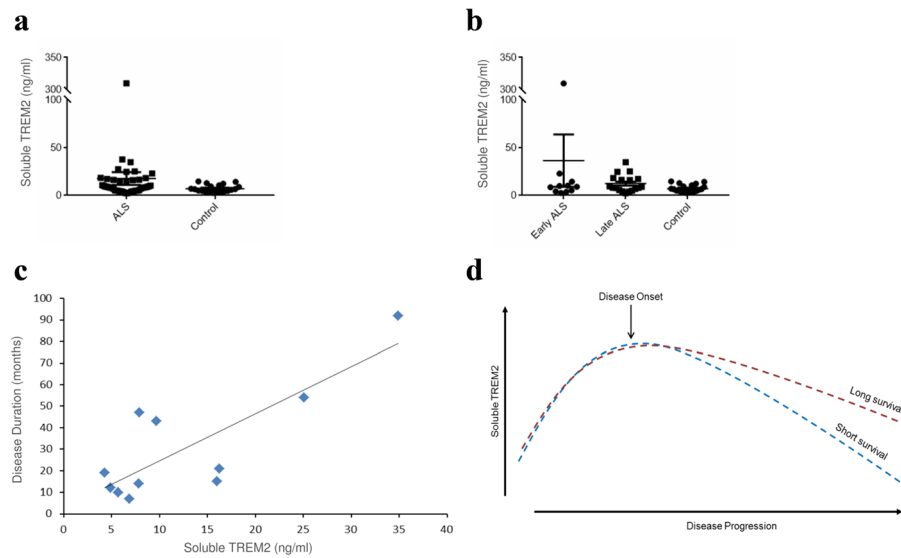 a
Soluble TREM2 (ng/ml)
350
300
100
50
0
ALS
Control
b
Soluble TREM2 (ng/ml)
350
300
100
50
0
Early ALS
Late ALS
Control
c
Disease Duration (months)
100
90
80
70
60
50
40
30
20
10
0
0 5 10 15 20 25 30 35 40
Soluble TREM2 (ng/ml)
d
Disease Onset
Soluble TREM2
Long surviva
Short survival
Disease Progression